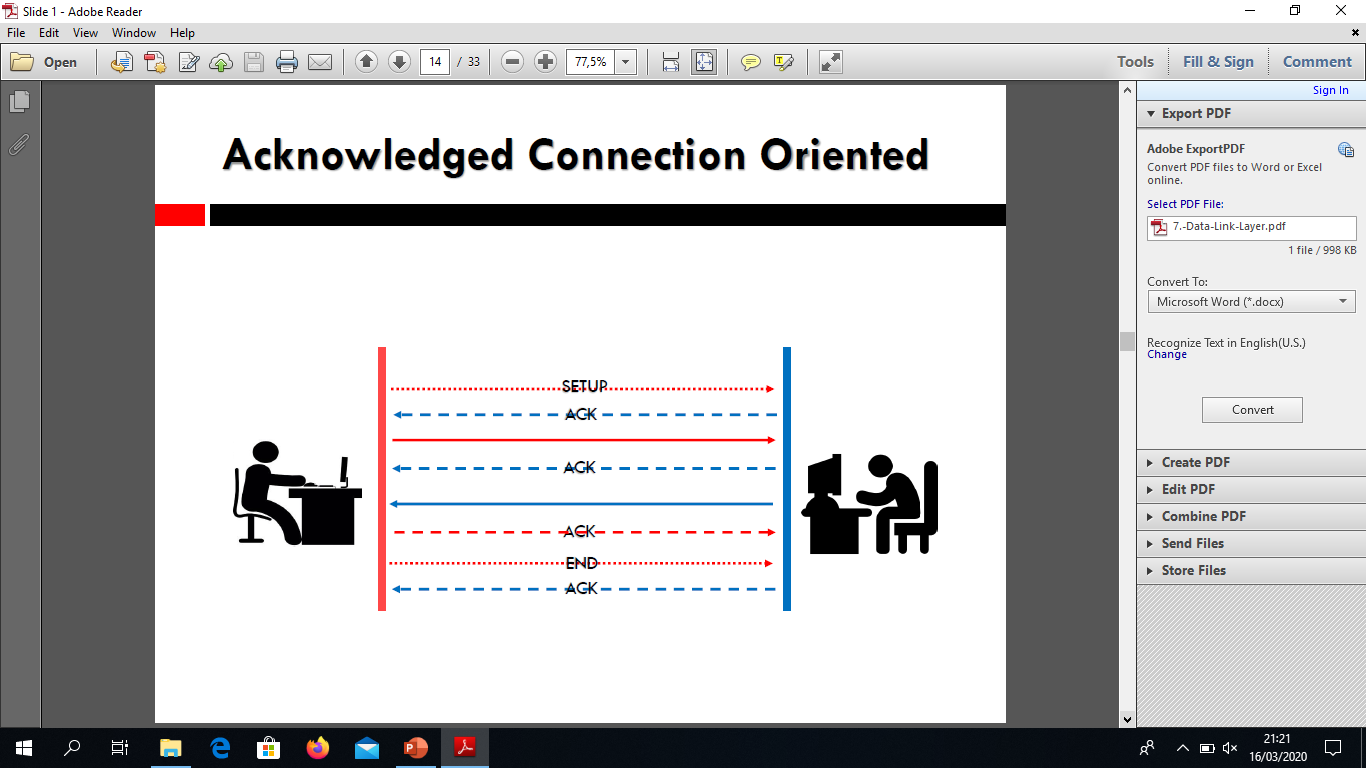 Slide 1 - Adobe Reader
File Edit View Window Help
Open 14 / 33 77,5% Tools Fill & Sign Comment
Sign In
Export PDF
Adobe ExportPDF
Convert PDF files to Word or Excel
online.
Select PDF File:
7.-Data-Link-Layer.pdf
1 file / 998 KB
Convert To:
Microsoft Word (*.docx)
Recognize Text in English(U.S.)
Change
Convert
Create PDF
Edit PDF
Combine PDF
Send Files
Store Files
Acknowledged Connection Oriented
SETUP
ACK
ACK
ACK
END
ACK
21:21
16/03/2020